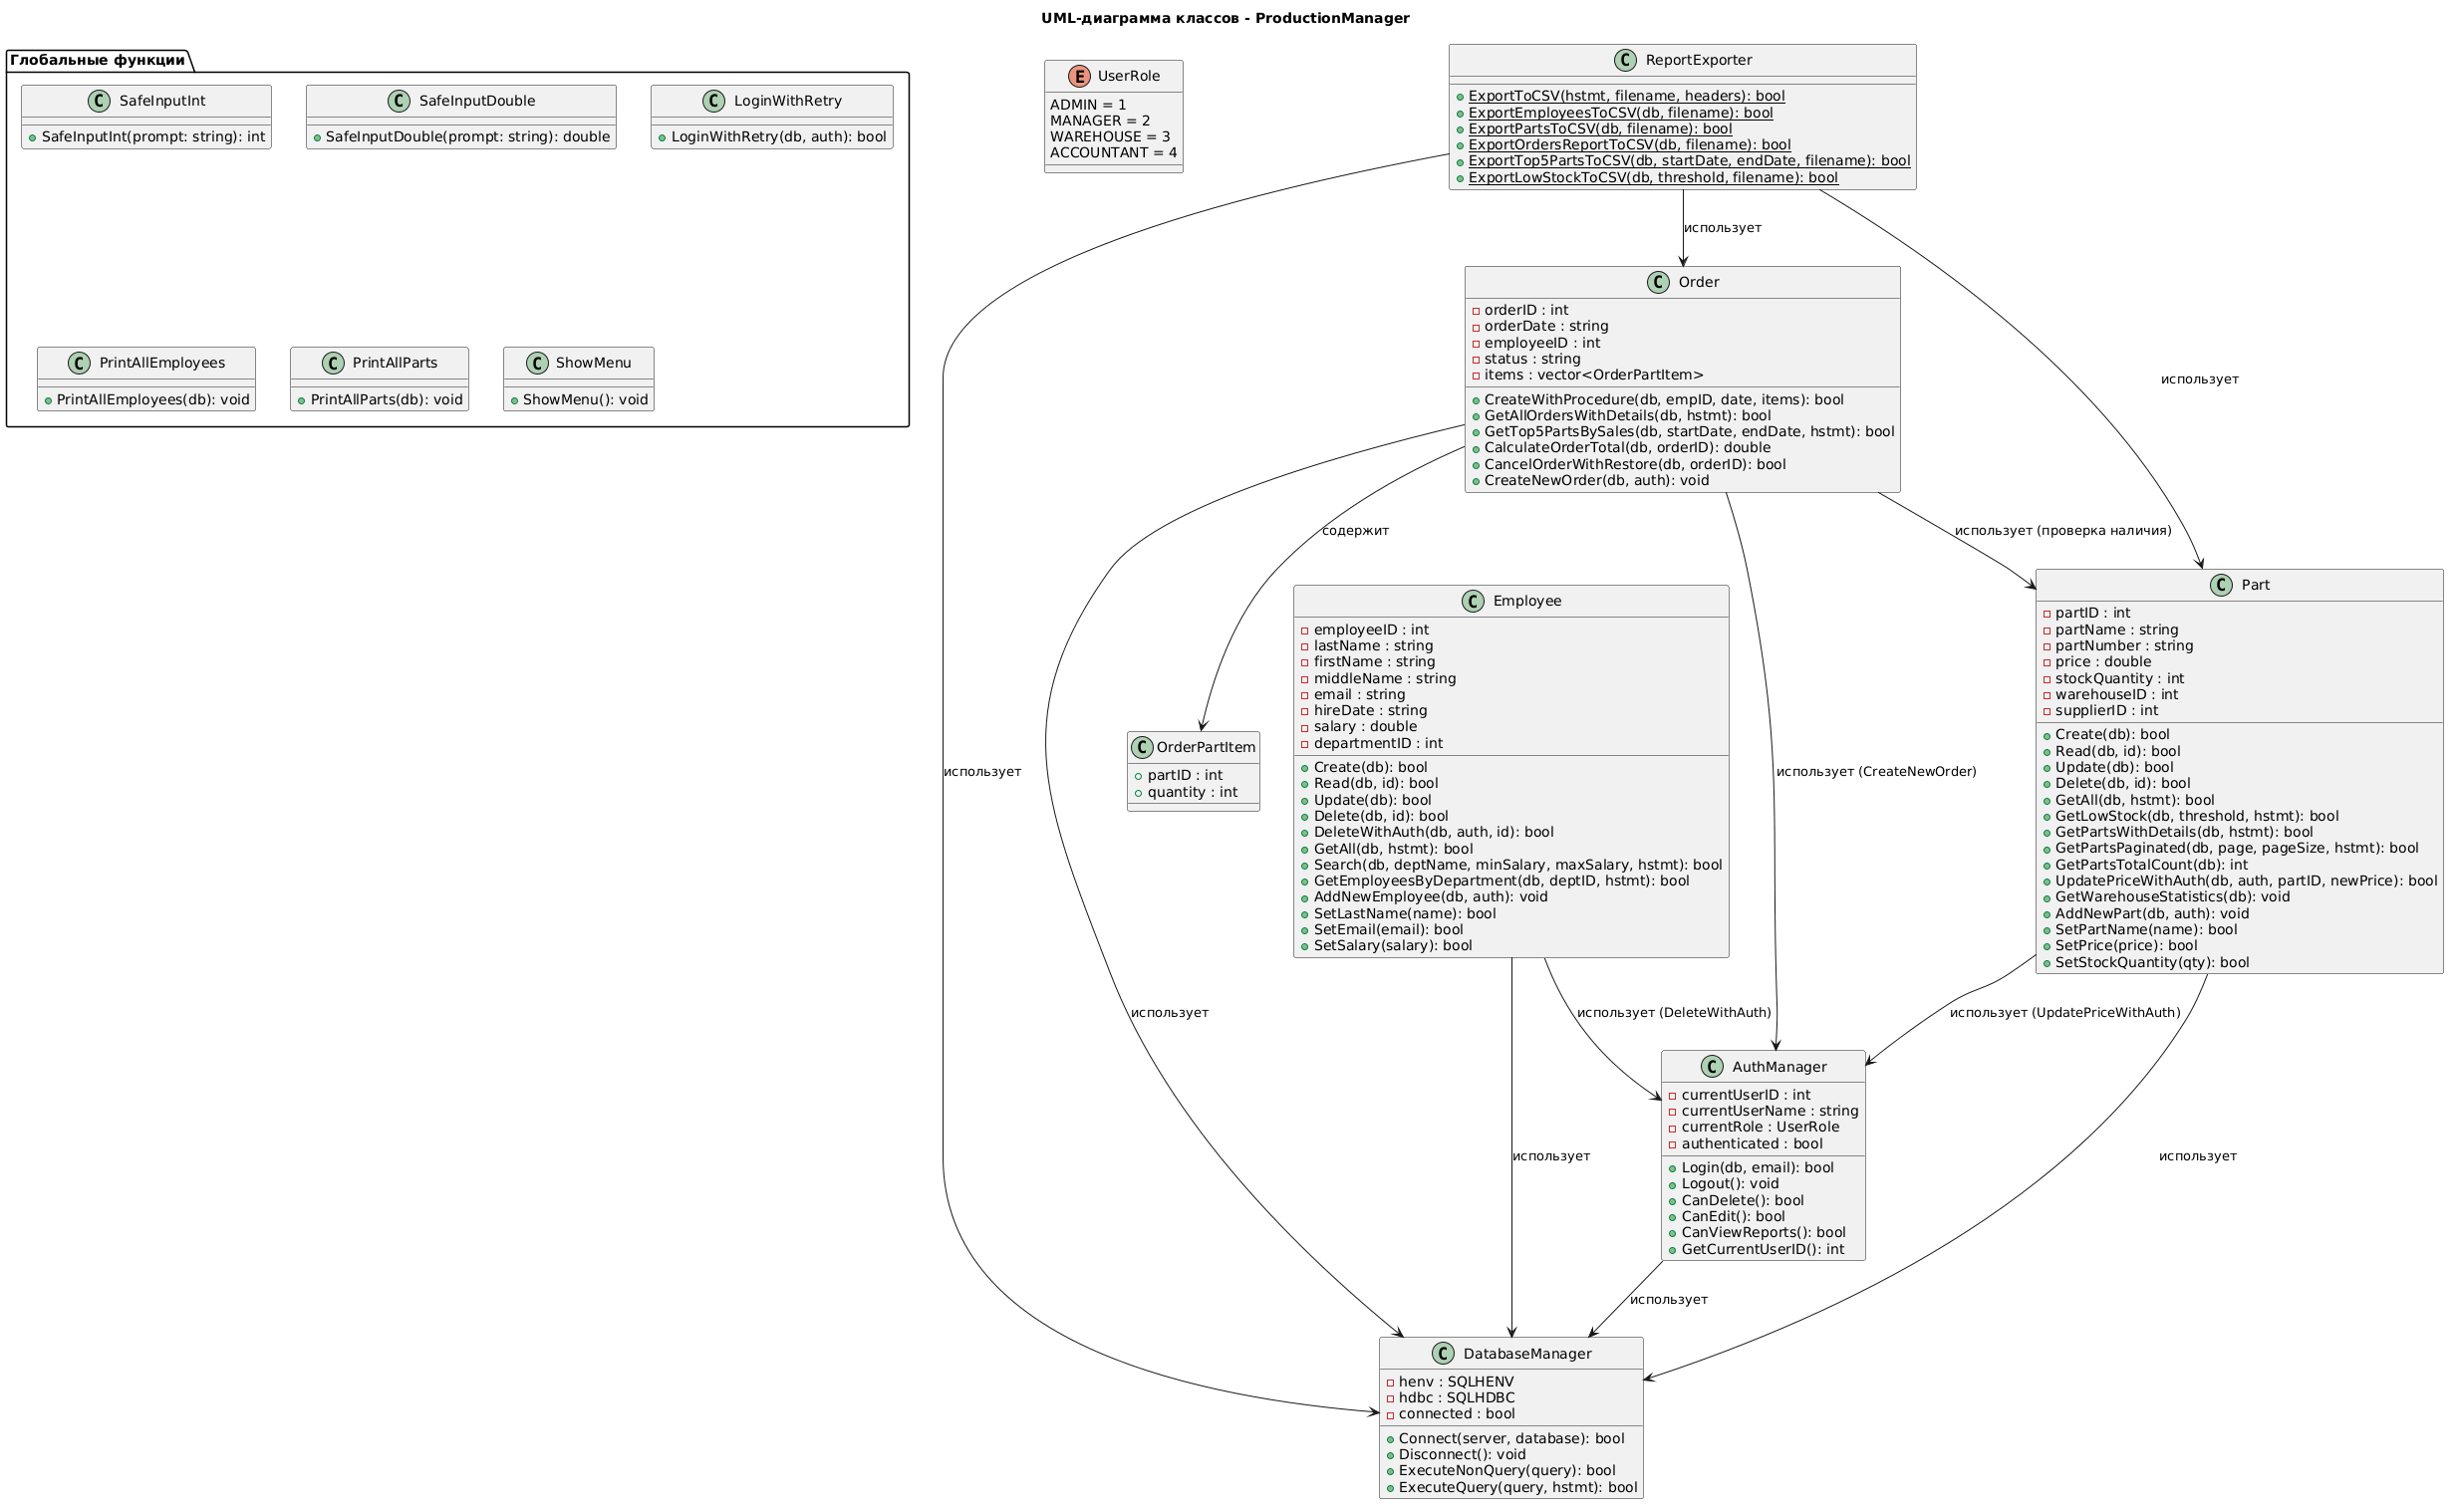 UML-диаграмма классов - ProductionManager
Глобальные функции
SafeInputInt
SafeInputInt(prompt: string): int
SafeInputDouble
SafeInputDouble(prompt: string): double
LoginWithRetry
LoginWithRetry(db, auth): bool
PrintAllEmployees
PrintAllEmployees(db): void
PrintAllParts
PrintAllParts(db): void
ShowMenu
ShowMenu(): void
UserRole
ADMIN = 1
MANAGER = 2
WAREHOUSE = 3
ACCOUNTANT = 4
ReportExporter
ExportToCSV(hstmt, filename, headers): bool
ExportEmployeesToCSV(db, filename): bool
ExportPartsToCSV(db, filename): bool
ExportOrdersReportToCSV(db, filename): bool
ExportTop5PartsToCSV(db, startDate, endDate, filename): bool
ExportLowStockToCSV(db, threshold, filename): bool
использует
Order
orderID : int
orderDate : string
employeeID : int
status : string
items : vector<OrderPartItem>
CreateWithProcedure(db, empID, date, items): bool
GetAllOrdersWithDetails(db, hstmt): bool
GetTop5PartsBySales(db, startDate, endDate, hstmt): bool
CalculateOrderTotal(db, orderID): double
CancelOrderWithRestore(db, orderID): bool
CreateNewOrder(db, auth): void
использует
содержит
использует (проверка наличия)
Employee
employeeID : int
lastName : string
firstName : string
middleName : string
email : string
hireDate : string
salary : double
departmentID : int
Create(db): bool
Read(db, id): bool
Update(db): bool
Delete(db, id): bool
DeleteWithAuth(db, auth, id): bool
GetAll(db, hstmt): bool
Search(db, deptName, minSalary, maxSalary, hstmt): bool
GetEmployeesByDepartment(db, deptID, hstmt): bool
AddNewEmployee(db, auth): void
SetLastName(name): bool
SetEmail(email): bool
SetSalary(salary): bool
Part
partID : int
partName : string
partNumber : string
price : double
stockQuantity : int
warehouseID : int
supplierID : int
Create(db): bool
Read(db, id): bool
Update(db): bool
Delete(db, id): bool
GetAll(db, hstmt): bool
GetLowStock(db, threshold, hstmt): bool
GetPartsWithDetails(db, hstmt): bool
GetPartsPaginated(db, page, pageSize, hstmt): bool
GetPartsTotalCount(db): int
UpdatePriceWithAuth(db, auth, partID, newPrice): bool
GetWarehouseStatistics(db): void
AddNewPart(db, auth): void
SetPartName(name): bool
SetPrice(price): bool
SetStockQuantity(qty): bool
OrderPartItem
partID : int
quantity : int
использует
использует (CreateNewOrder)
использует
использует (DeleteWithAuth)
использует (UpdatePriceWithAuth)
AuthManager
currentUserID : int
currentUserName : string
currentRole : UserRole
authenticated : bool
Login(db, email): bool
Logout(): void
CanDelete(): bool
CanEdit(): bool
CanViewReports(): bool
GetCurrentUserID(): int
использует
использует
использует
DatabaseManager
henv : SQLHENV
hdbc : SQLHDBC
connected : bool
Connect(server, database): bool
Disconnect(): void
ExecuteNonQuery(query): bool
ExecuteQuery(query, hstmt): bool